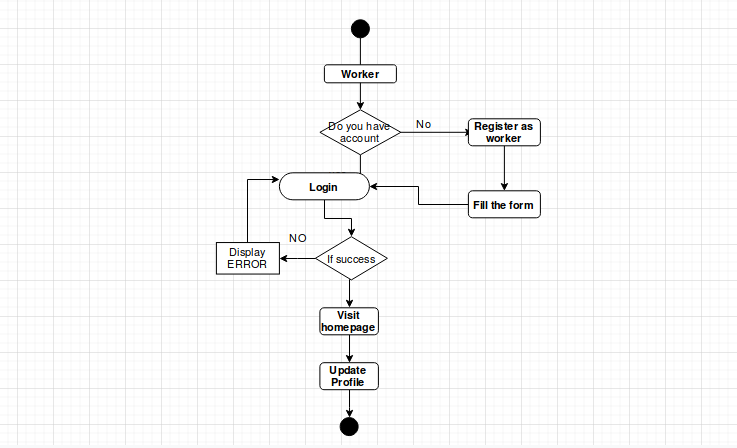 Worker
Do you have
account
No
Register as
worker
Login
Fill the form
NO
Display
ERROR
If success
Visit
homepage
Update
Profile